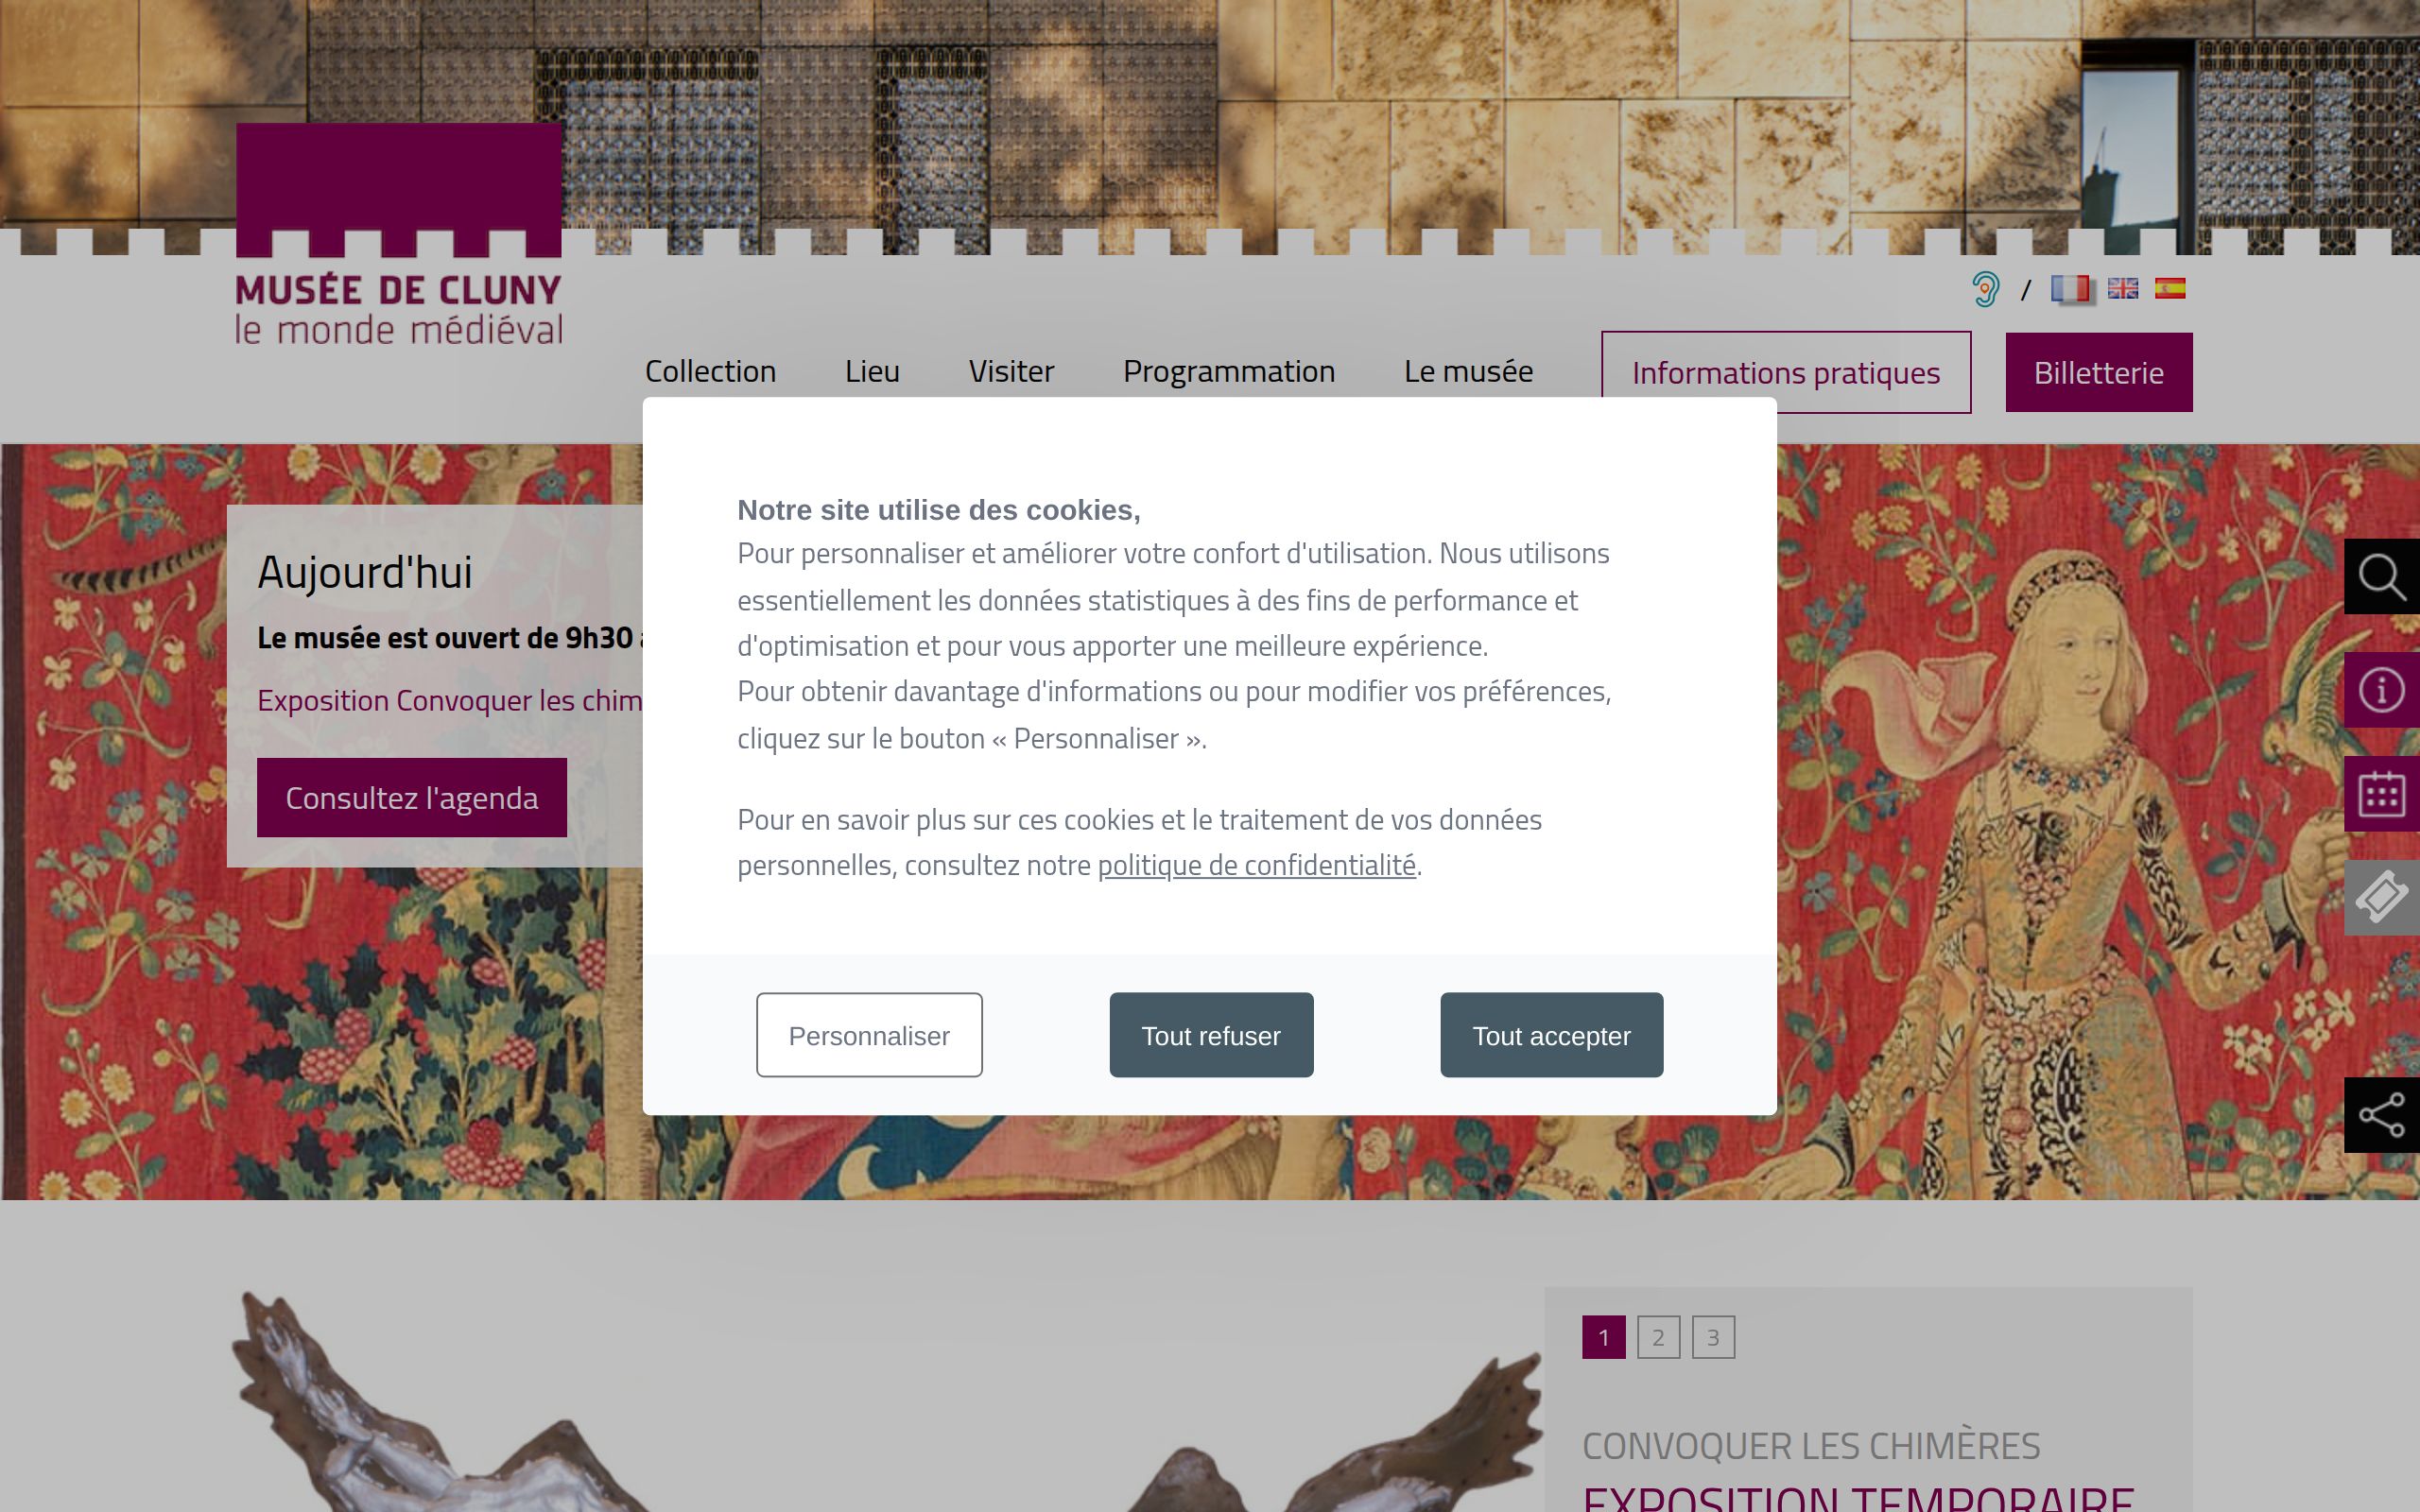 MUSÉE DE CLUNY
le monde médiéval
/
Collection Lieu Visiter Programmation Le musée Informations pratiques Billetterie
Aujourd'hui
Le musée est ouvert de 9h30
Exposition Convoquer les chim
Consultez l'agenda
Notre site utilise des cookies,
Pour personnaliser et améliorer votre confort d'utilisation. Nous utilisons
essentiellement les données statistiques à des fins de performance et
d'optimisation et pour vous apporter une meilleure expérience.
Pour obtenir davantage d'informations ou pour modifier vos préférences,
cliquez sur le bouton « Personnaliser ».
Pour en savoir plus sur ces cookies et le traitement de vos données
personnelles, consultez notre politique de confidentialité.
Personnaliser Tout refuser Tout accepter
1 2 3
CONVOQUER LES CHIMÈRES
EXPOSITION TEMPORAIRE